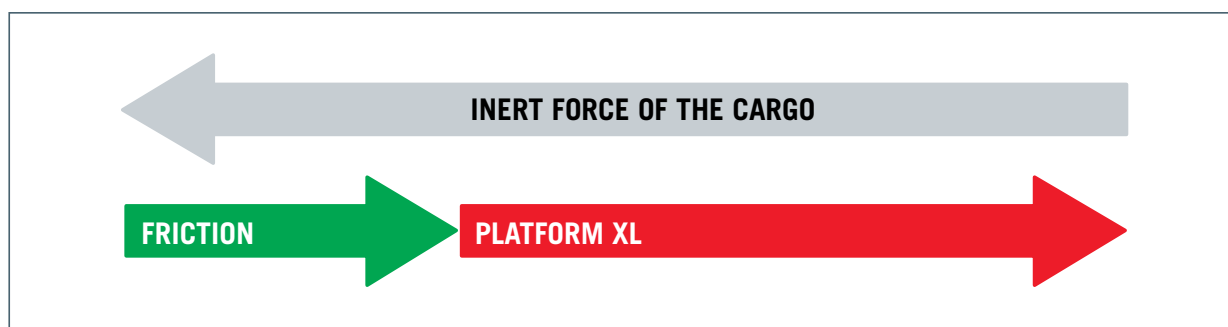 INERT FORCE OF THE CARGO
FRICTION
PLATFORM XL